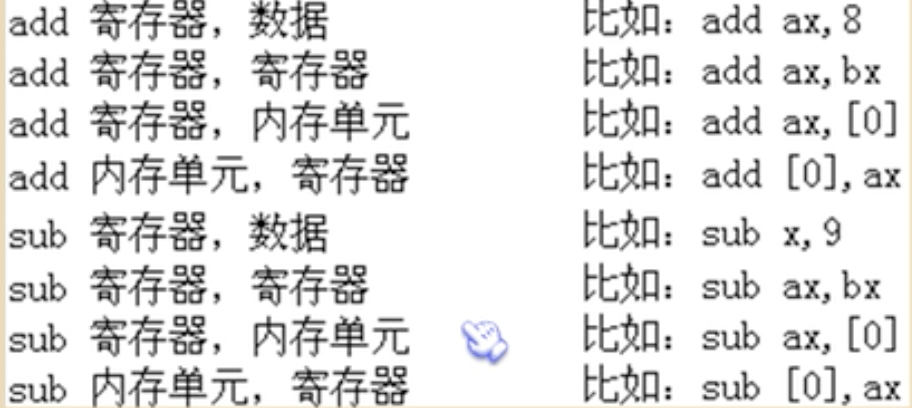 add 寄存器，数据 比如：add ax,8
add 寄存器，寄存器 比如：add ax,bx
add 寄存器，内存单元 比如：add ax,[0]
add 内存单元，寄存器 比如：add [0],ax
sub 寄存器，数据 比如：sub x,9
sub 寄存器，寄存器 比如：sub ax,bx
sub 寄存器，内存单元 比如：sub ax,[0]
sub 内存单元，寄存器 比如：sub [0],ax